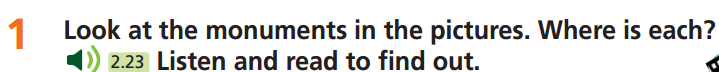 1 Look at the monuments in the pictures. Where is each?
2.23 Listen and read to find out.